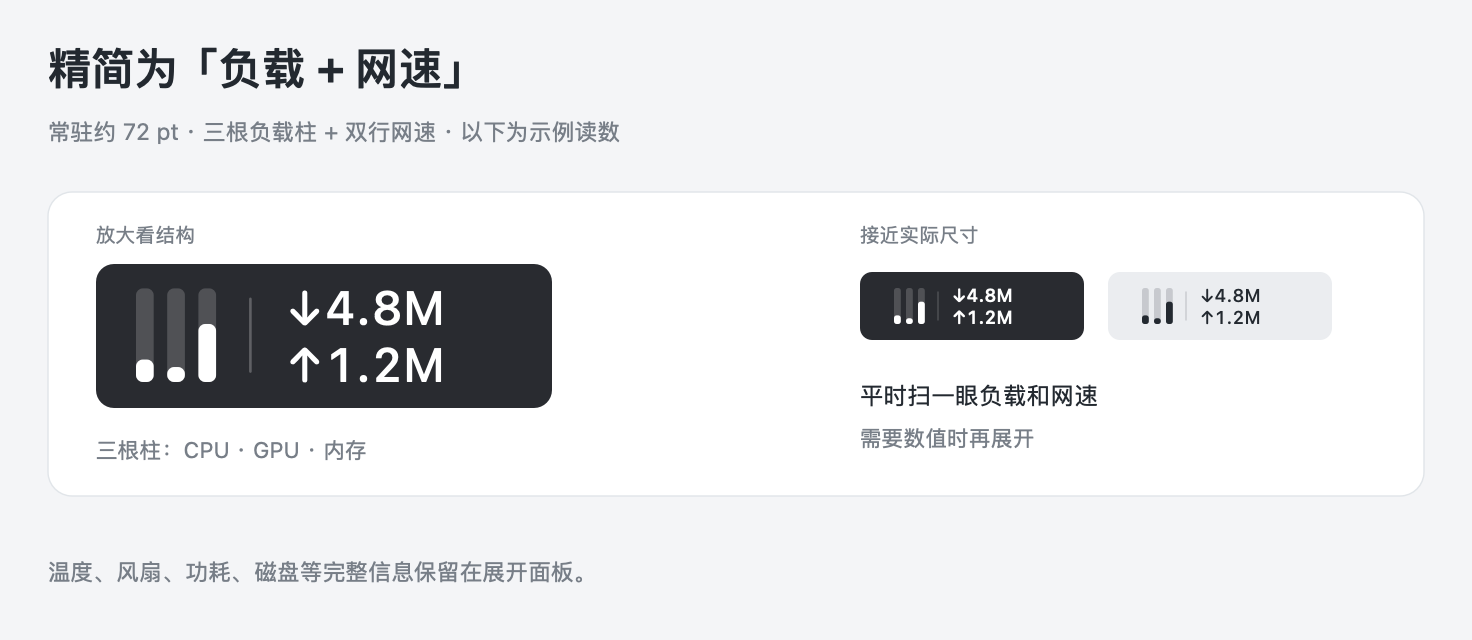 精简为「负载 + 网速」
常驻约 72 pt · 三根负载柱 + 双行网速 · 以下为示例读数
放大看结构
↓4.8M
↑1.2M
三根柱：CPU · GPU · 内存
接近实际尺寸
↓4.8M
↑1.2M
↓4.8M
↑1.2M
平时扫一眼负载和网速
需要数值时再展开
温度、风扇、功耗、磁盘等完整信息保留在展开面板。